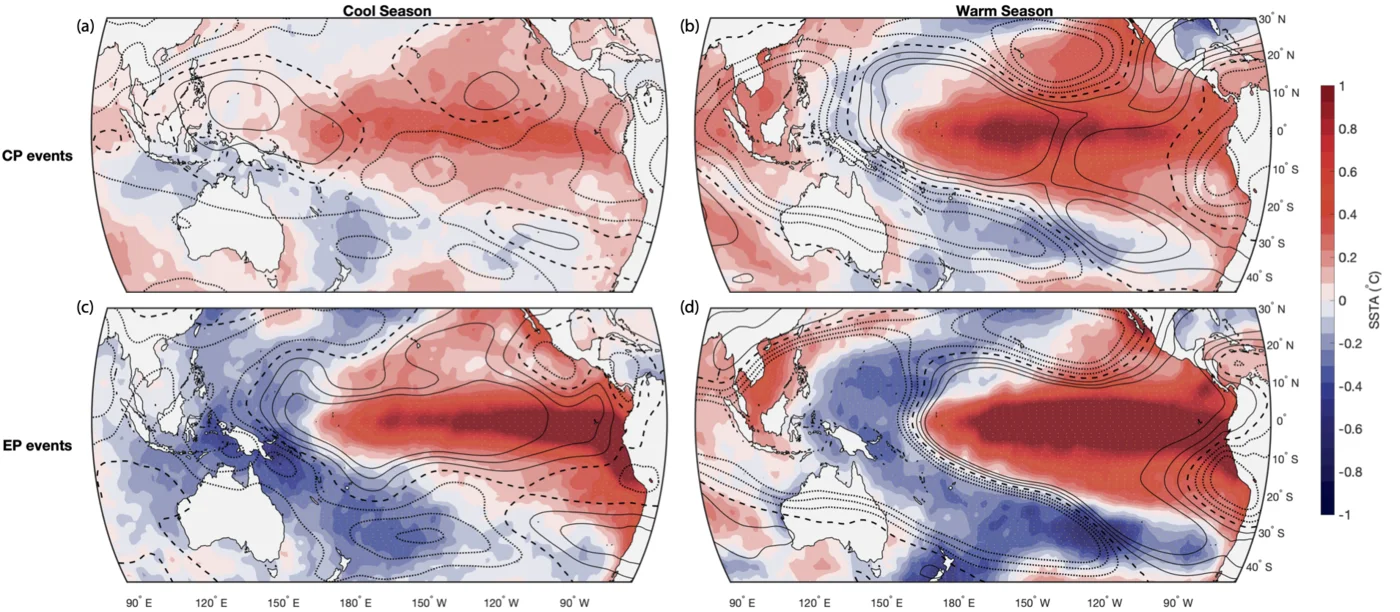 Cool Season
Warm Season
(a)
(b)
30° N
20° N
10° N
0°
10° S
20° S
30° S
40° S
CP events
(c)
(d)
30° N
20° N
10° N
0°
10° S
20° S
30° S
40° S
EP events
90° E 120° E 150° E 180° E 150° W 120° W 90° W
90° E 120° E 150° E 180° E 150° W 120° W 90° W
1
0.8
0.6
0.4
0.2
0
-0.2
-0.4
-0.6
-0.8
-1
SSTA (°C)